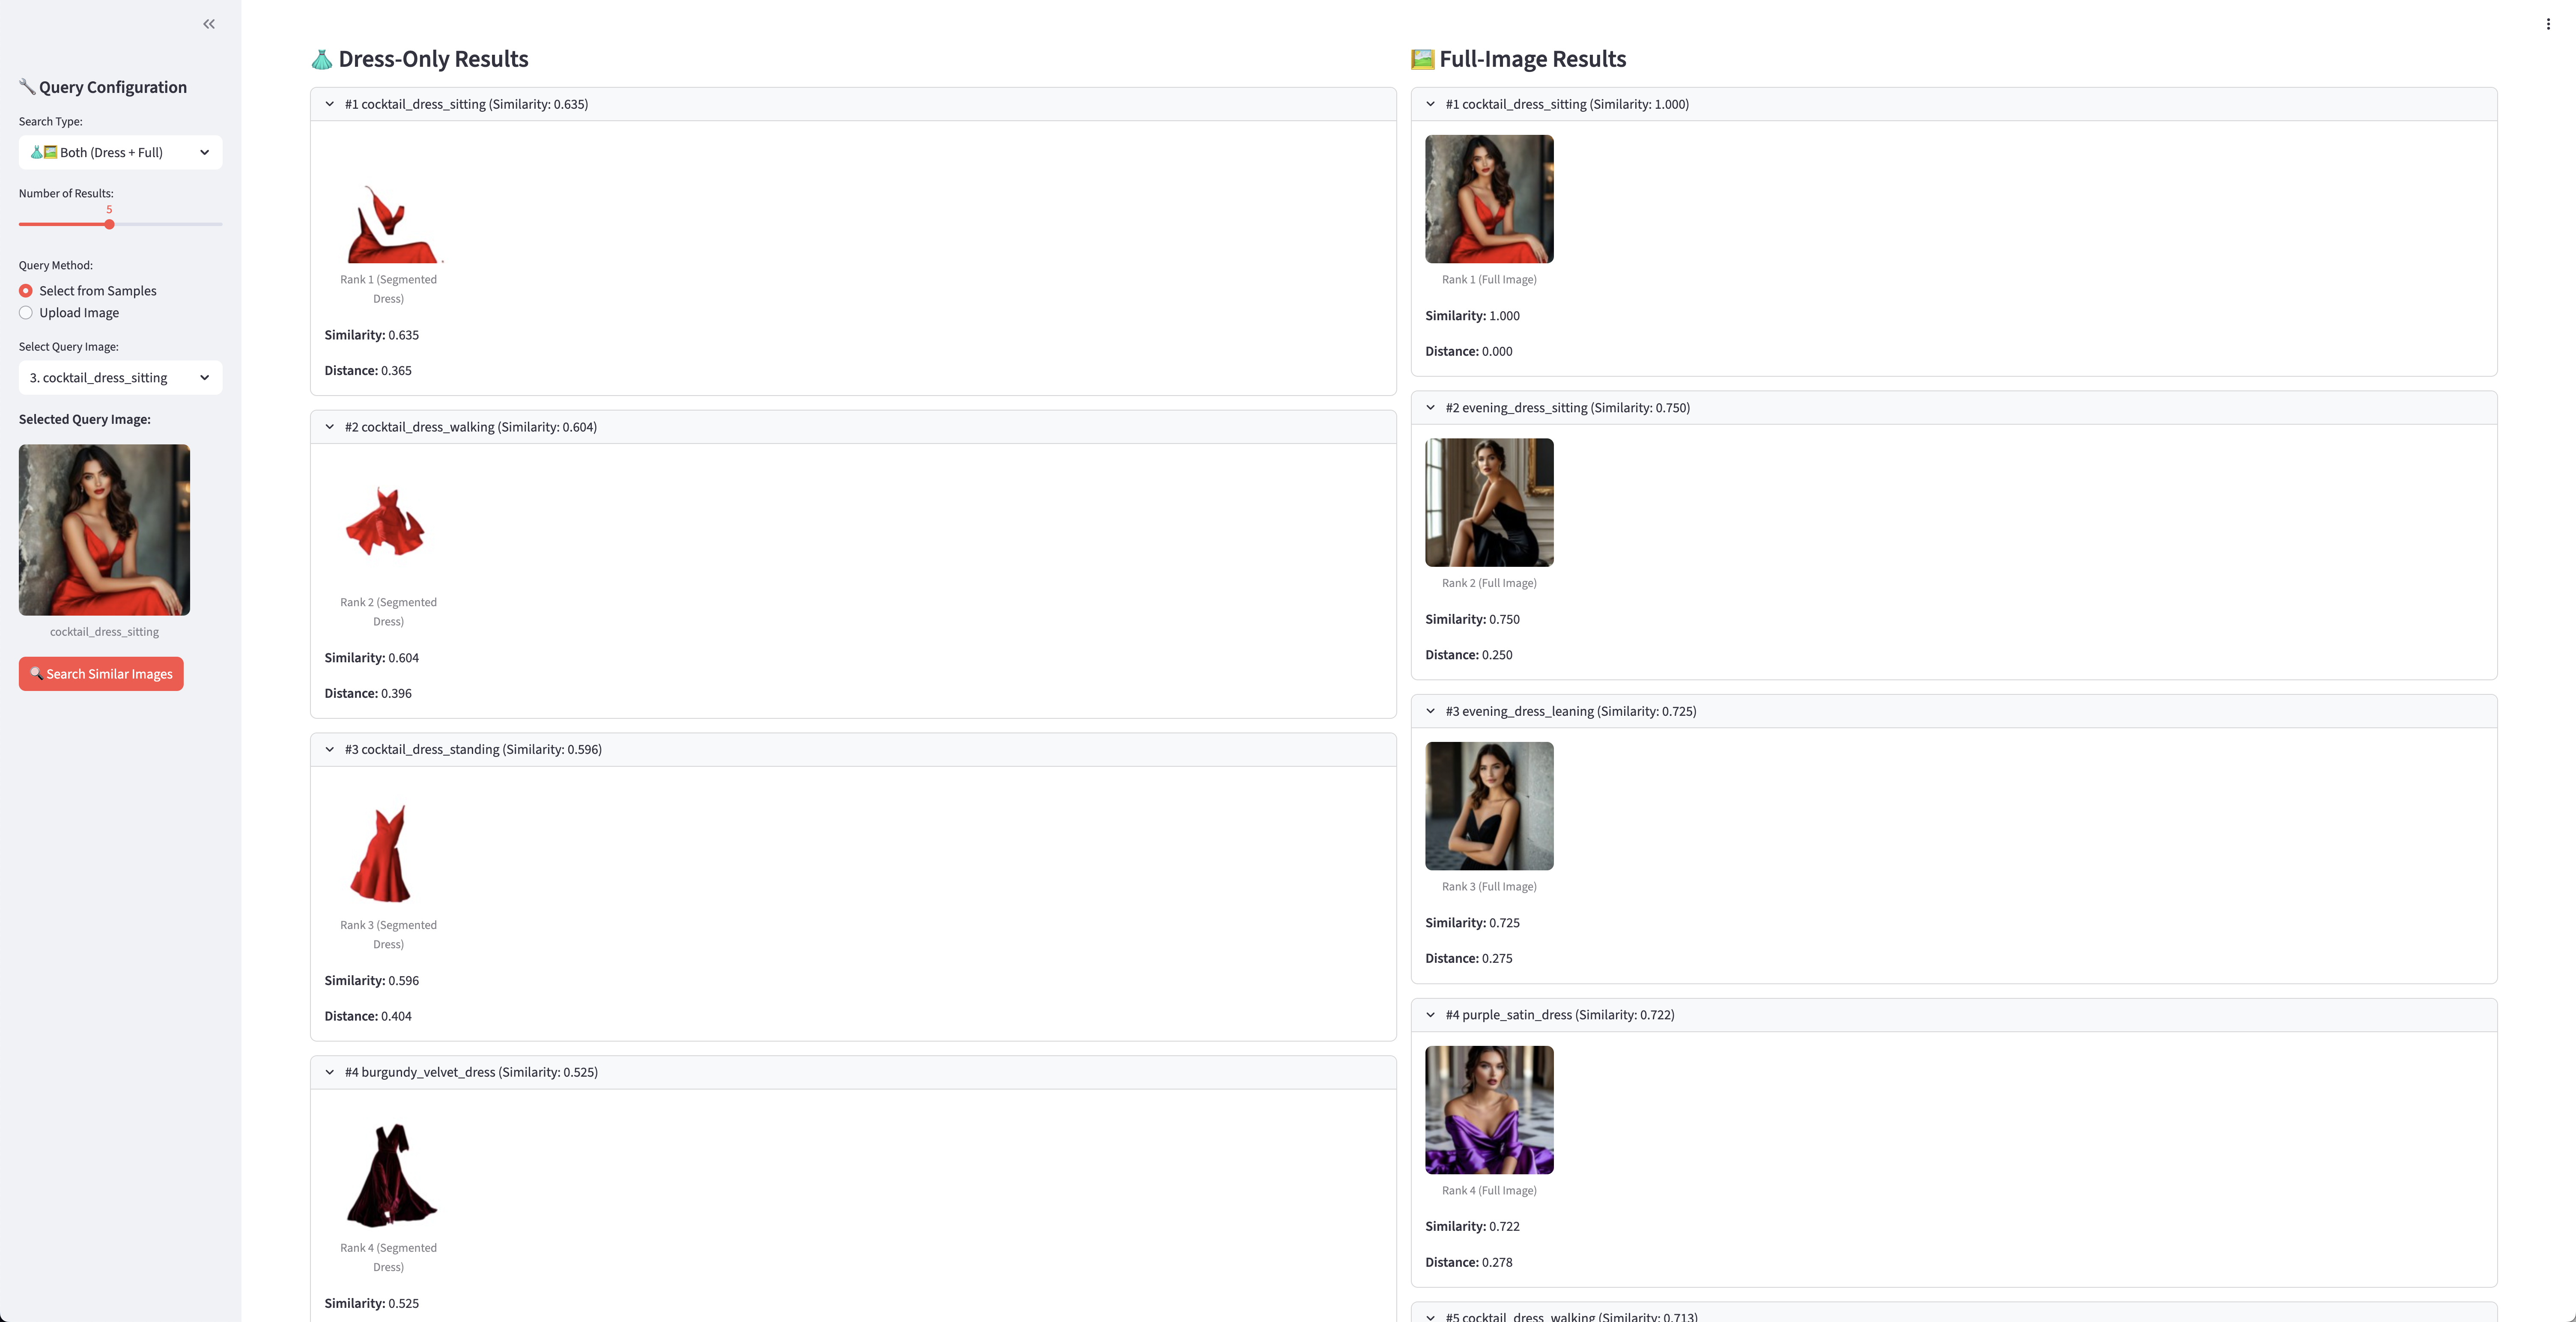 🔧 Query Configuration
Search Type:
👗🖼️ Both (Dress + Full)
Number of Results:
5
Query Method:
Select from Samples
Upload Image
Select Query Image:
3. cocktail_dress_sitting
Selected Query Image:
cocktail_dress_sitting
🔍 Search Similar Images
👗 Dress-Only Results
#1 cocktail_dress_sitting (Similarity: 0.635)
Rank 1 (Segmented
Dress)
Similarity: 0.635
Distance: 0.365
#2 cocktail_dress_walking (Similarity: 0.604)
Rank 2 (Segmented
Dress)
Similarity: 0.604
Distance: 0.396
#3 cocktail_dress_standing (Similarity: 0.596)
Rank 3 (Segmented
Dress)
Similarity: 0.596
Distance: 0.404
#4 burgundy_velvet_dress (Similarity: 0.525)
Rank 4 (Segmented
Dress)
Similarity: 0.525
🖼️ Full-Image Results
#1 cocktail_dress_sitting (Similarity: 1.000)
Rank 1 (Full Image)
Similarity: 1.000
Distance: 0.000
#2 evening_dress_sitting (Similarity: 0.750)
Rank 2 (Full Image)
Similarity: 0.750
Distance: 0.250
#3 evening_dress_leaning (Similarity: 0.725)
Rank 3 (Full Image)
Similarity: 0.725
Distance: 0.275
#4 purple_satin_dress (Similarity: 0.722)
Rank 4 (Full Image)
Similarity: 0.722
Distance: 0.278
#5 cocktail_dress_walking (Similarity: 0.713)